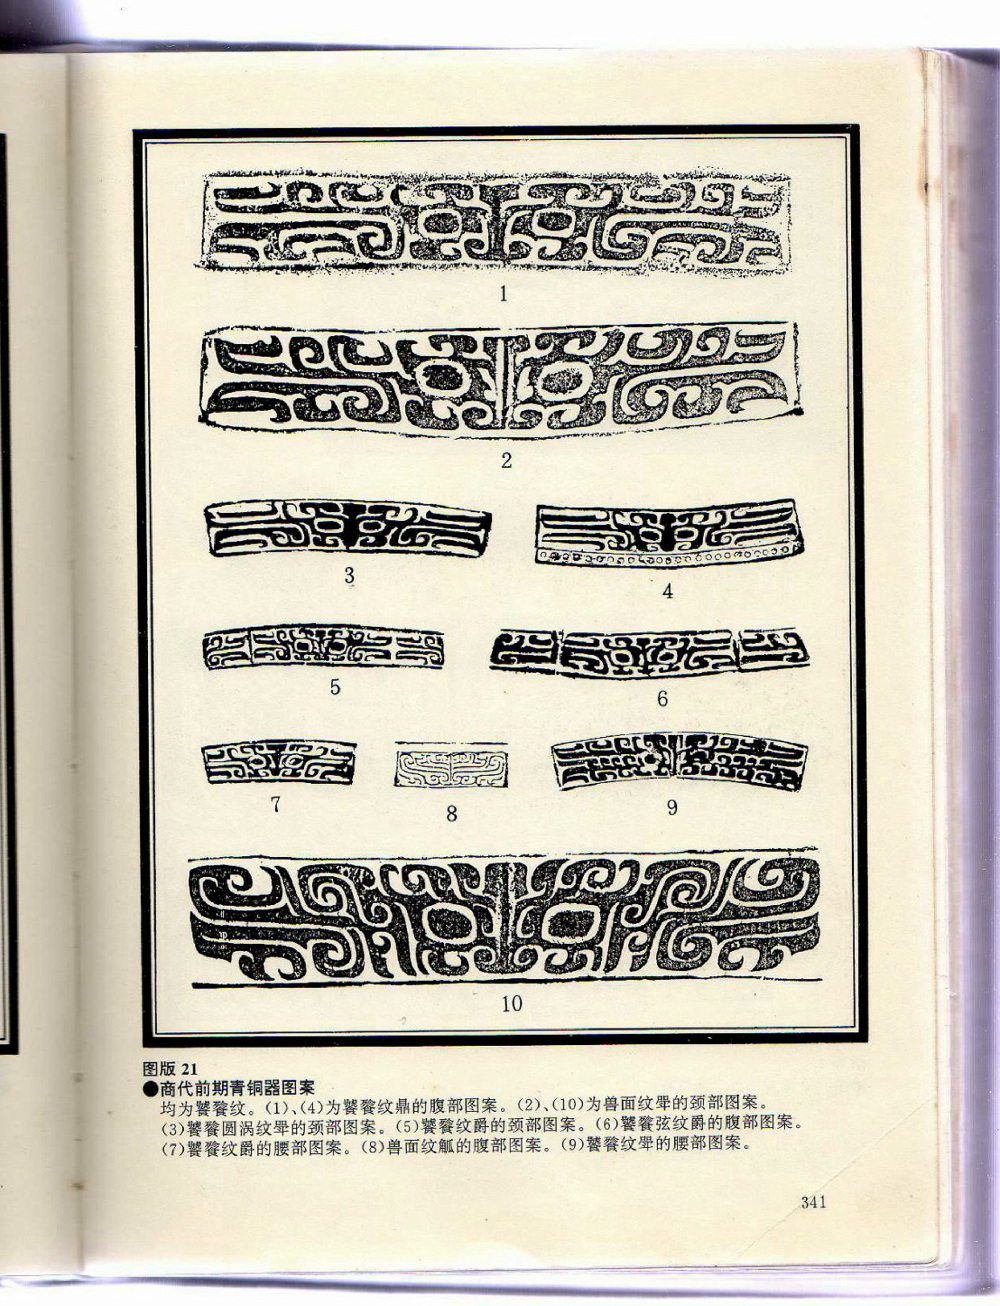 1
2
3
4
5
6
7
8
9
10
图版 21
●商代前期青铜器图案
均为饕餮纹。(1)、(4)为饕餮纹鼎的腹部图案。(2)、(10)为兽面纹斝的颈部图案。
(3)饕餮圆涡纹斝的颈部图案。(5)饕餮纹爵的颈部图案。(6)饕餮弦纹爵的腹部图案。
(7)饕餮纹爵的腰部图案。(8)兽面纹觚的腹部图案。(9)饕餮纹斝的腰部图案。
341